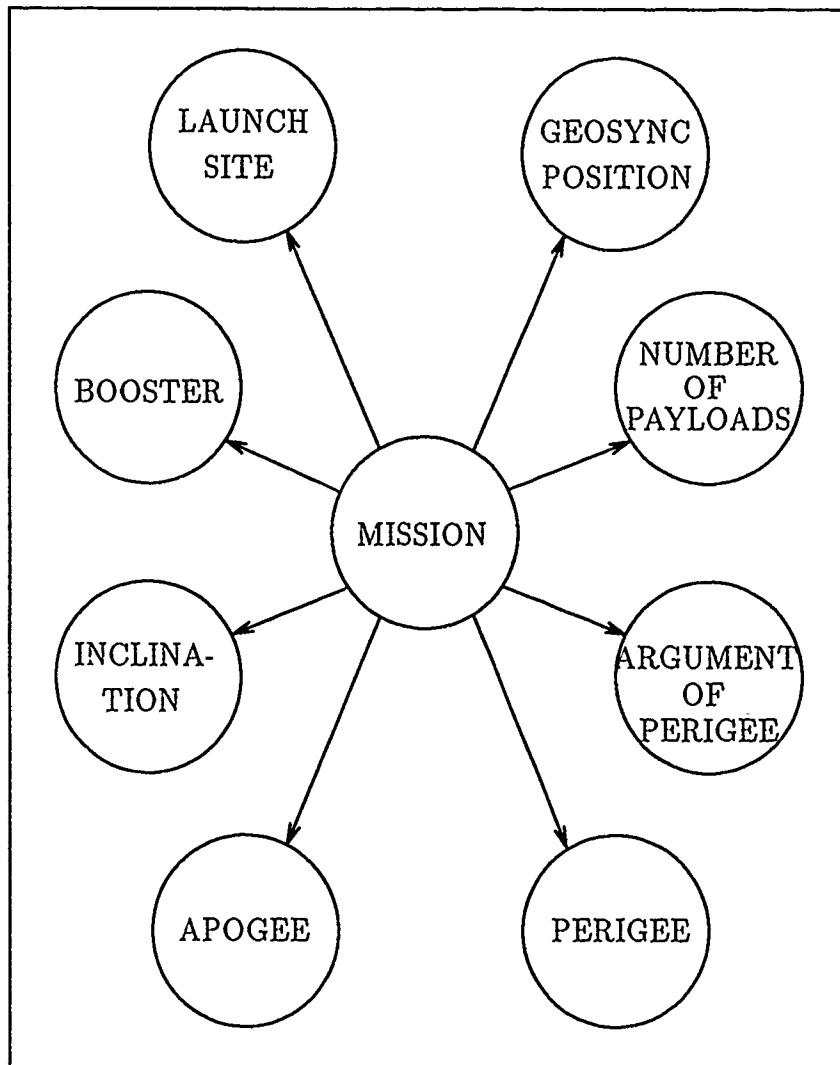 LAUNCH
SITE
GEOSYNC
POSITION
BOOSTER
NUMBER
OF
PAYLOADS
MISSION
INCLINA-
TION
ARGUMENT
OF
PERIGEE
APOGEE
PERIGEE